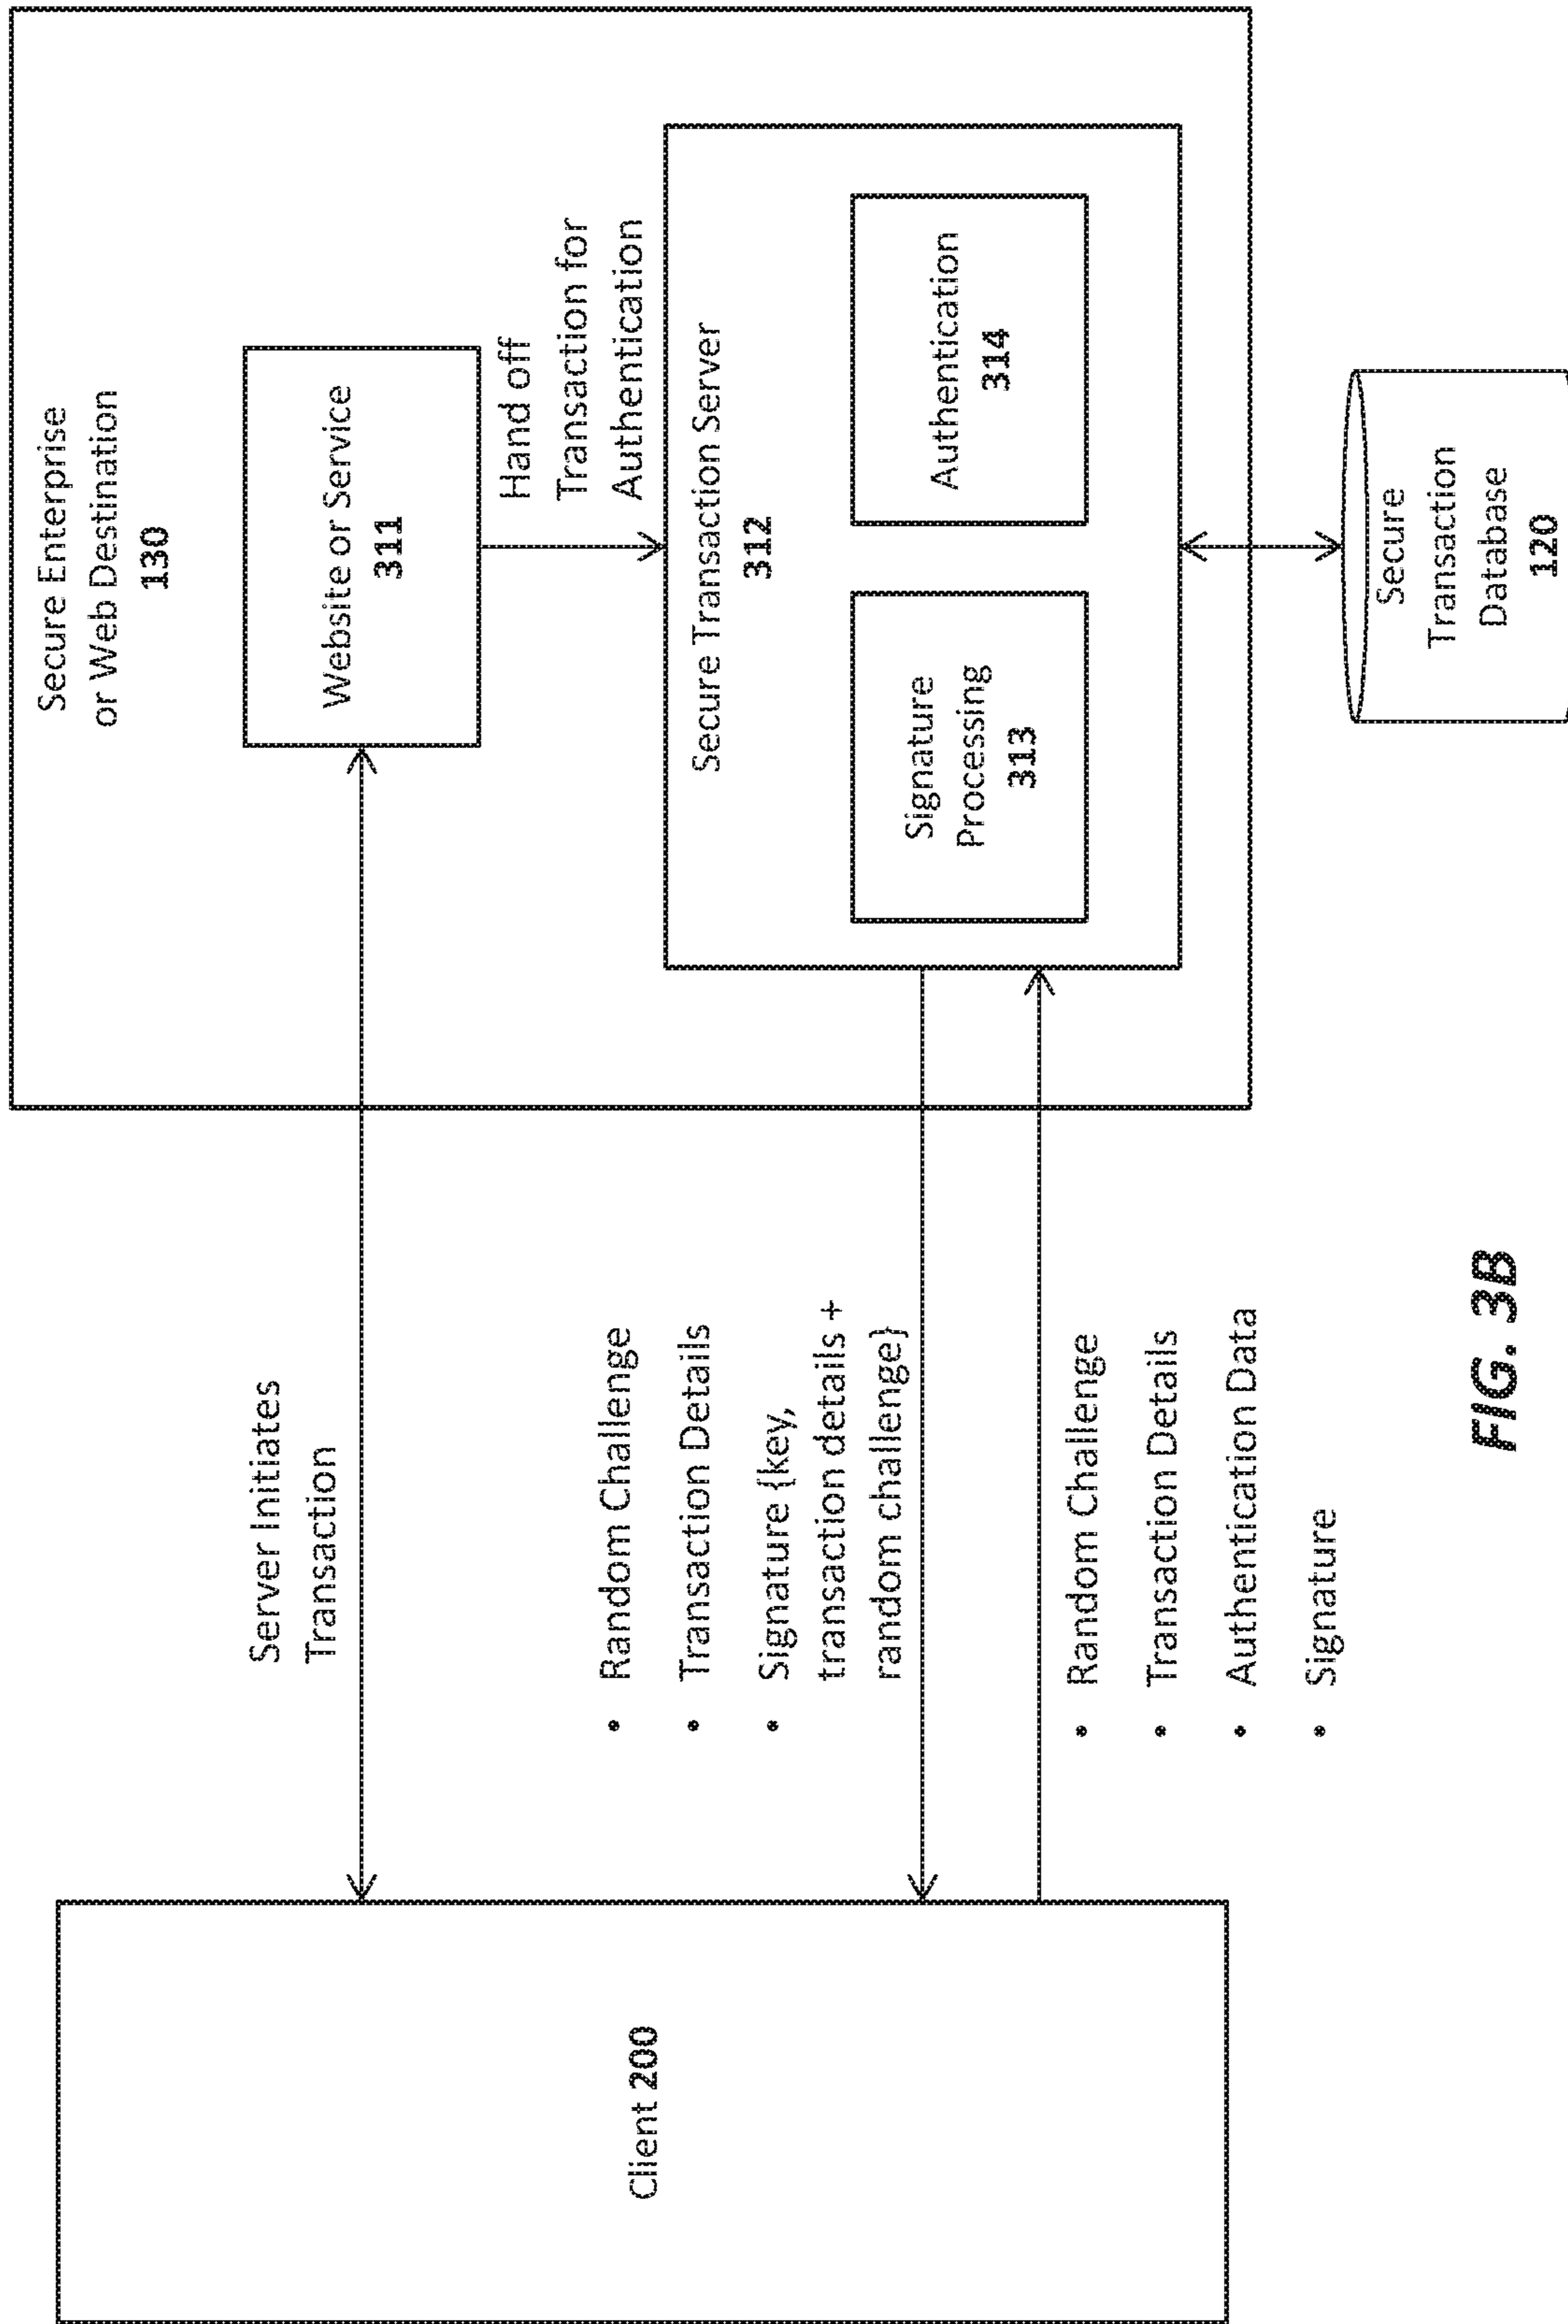 Client 200
Server Initiates
Transaction
• Random Challenge
• Transaction Details
• Signature {key,
transaction details +
random challenge}
• Random Challenge
• Transaction Details
• Authentication Data
• Signature
Secure Enterprise
or Web Destination
130
Website or Service
311
Hand off
Transaction for
Authentication
Secure Transaction Server
312
Signature
Processing
313
Authentication
314
Secure
Transaction
Database
120
FIG. 3B